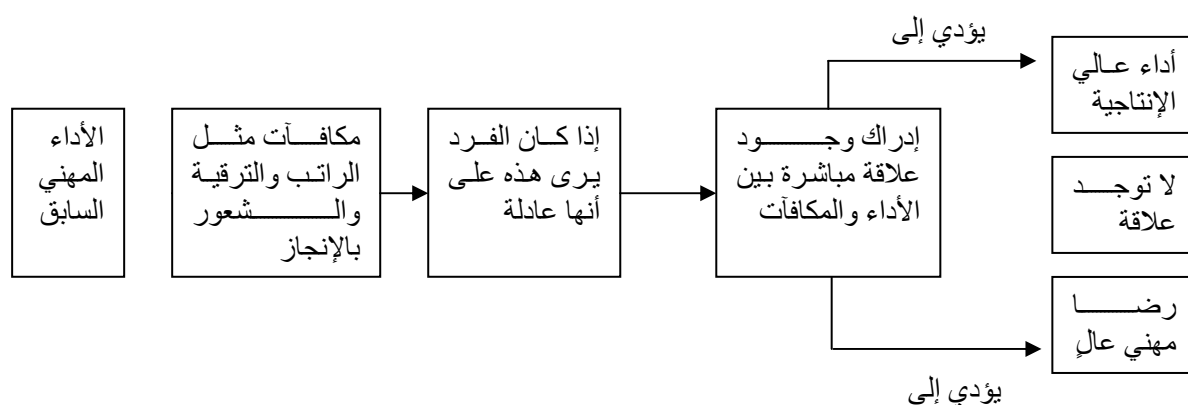 يؤدي إلى
أداء عالي
الإنتاجية
الأداء
المهني
السابق
مكافآت مثل
الراتب والترقية
والشعور
بالإنجاز
إذا كان الفرد
يرى هذه على
أنها عادلة
إدراك وجود
علاقة مباشرة بين
الأداء والمكافآت
لا توجد
علاقة
رضا
مهني عالٍ
يؤدي إلى